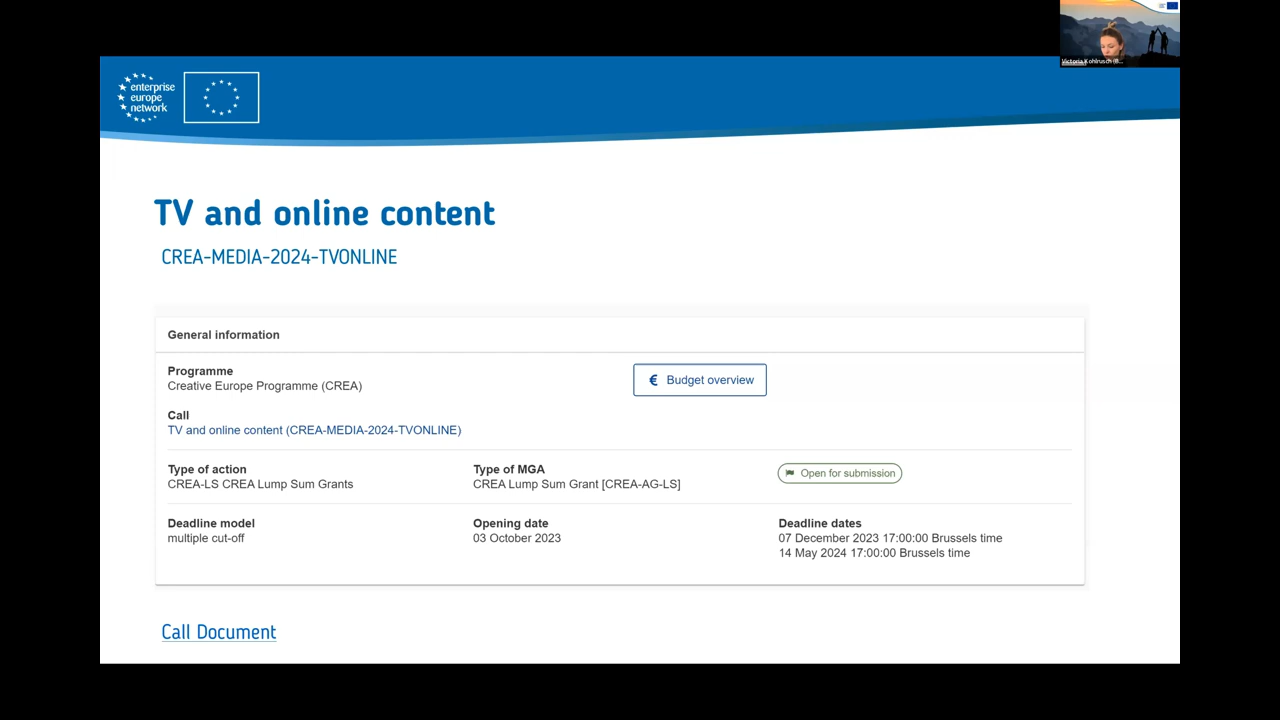 Victoria Kohlrusch (B...
enterprise
europe
network
TV and online content
CREA-MEDIA-2024-TVONLINE
General information
Programme
Creative Europe Programme (CREA)
€ Budget overview
Call
TV and online content (CREA-MEDIA-2024-TVONLINE)
Type of action
CREA-LS CREA Lump Sum Grants
Type of MGA
CREA Lump Sum Grant [CREA-AG-LS]
Open for submission
Deadline model
multiple cut-off
Opening date
03 October 2023
Deadline dates
07 December 2023 17:00:00 Brussels time
14 May 2024 17:00:00 Brussels time
Call Document